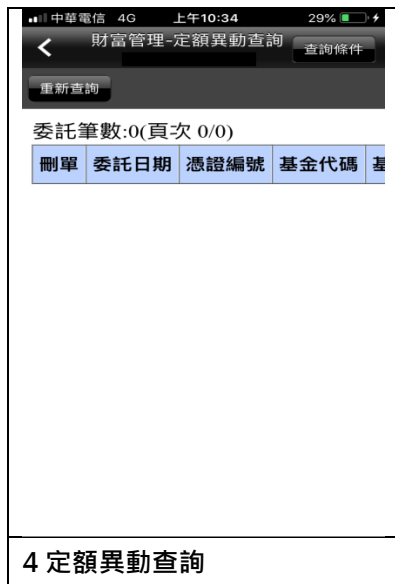 中華電信 4G 上午10:34 29%
財富管理-定額異動查詢
查詢條件
重新查詢
委託筆數:0(頁次 0/0)
刪單 委託日期 憑證編號 基金代碼 基
4 定額異動查詢